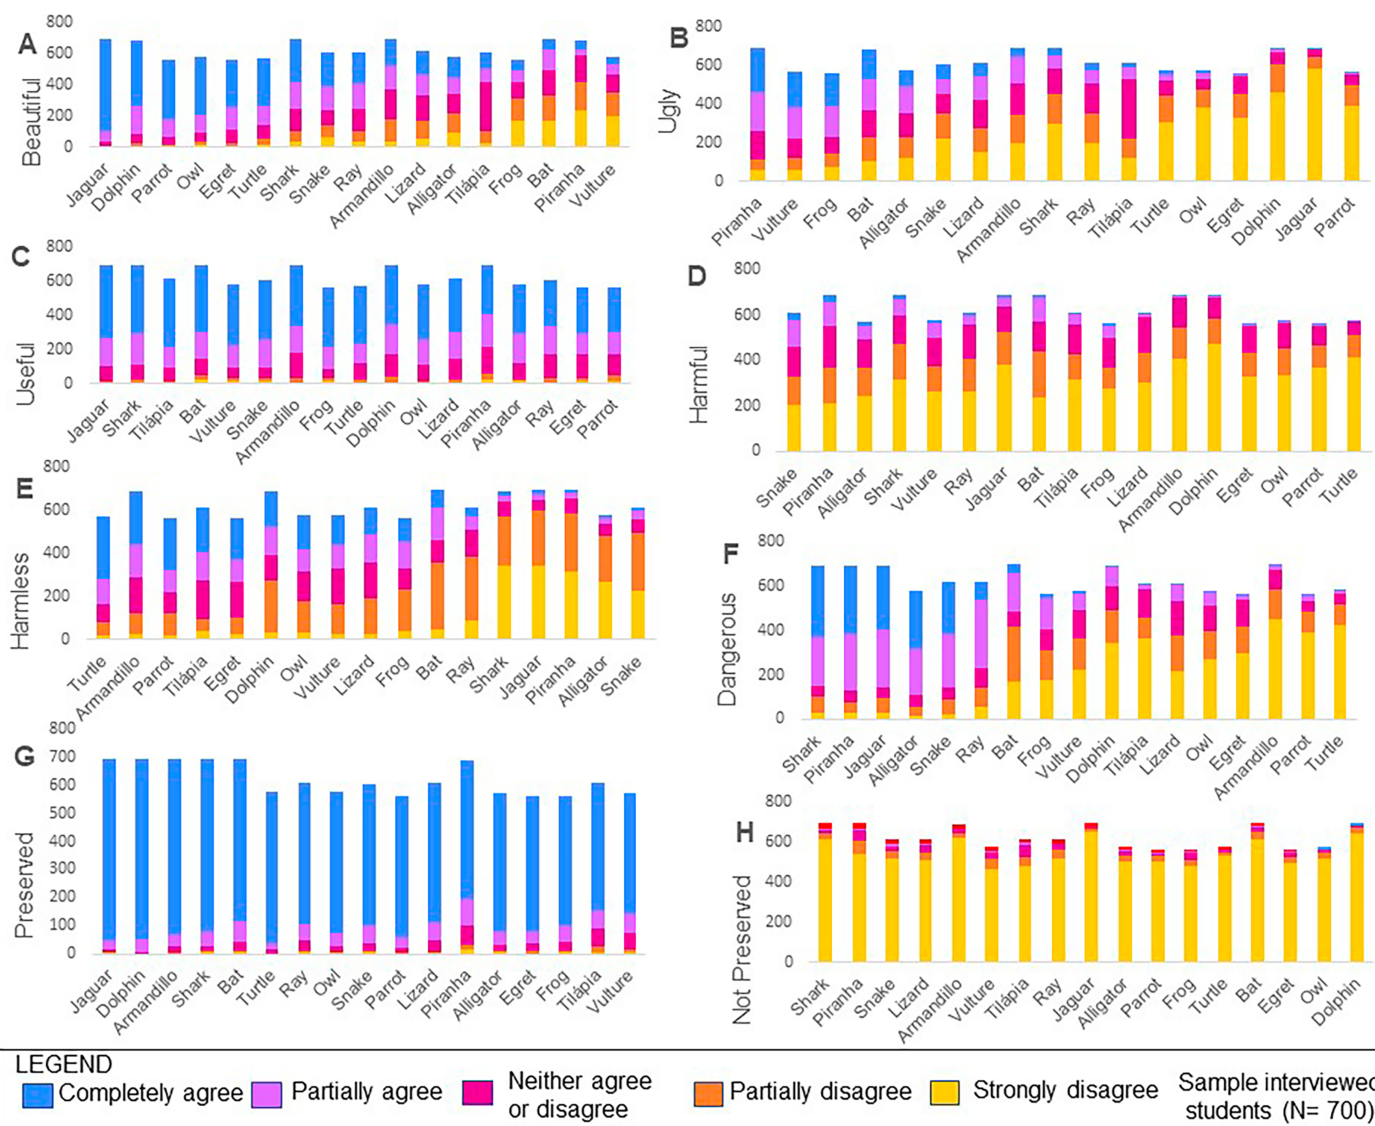 A
Beautiful
800
600
400
200
0
Jaguar Dolphin Parrot Owl Egret Turtle Shark Snake Ray Armandillo Lizard Alligator Tilápia Frog Bat Piranha Vulture
B
Ugly
800
600
400
200
0
Piranha Vulture Frog Bat Alligator Snake Lizard Armandillo Shark Ray Tilápia Turtle Owl Egret Dolphin Jaguar Parrot
C
Useful
800
600
400
200
0
Jaguar Shark Tilápia Bat Vulture Snake Armandillo Frog Turtle Dolphin Owl Lizard Piranha Alligator Ray Egret Parrot
D
Harmful
800
600
400
200
0
Snake Piranha Alligator Shark Vulture Ray Jaguar Bat Tilápia Frog Lizard Armandillo Dolphin Egret Owl Parrot Turtle
E
Harmless
800
600
400
200
0
Turtle Armandillo Parrot Tilápia Egret Dolphin Owl Vulture Lizard Frog Bat Ray Shark Jaguar Piranha Alligator Snake
F
Dangerous
800
600
400
200
0
Shark Piranha Jaguar Alligator Snake Ray Bat Frog Vulture Dolphin Tilápia Lizard Owl Egret Armandillo Parrot Turtle
G
Preserved
800
700
600
500
400
300
200
100
0
Jaguar Dolphin Armandillo Shark Bat Turtle Ray Owl Snake Parrot Lizard Piranha Alligator Egret Frog Tilápia Vulture
H
Not Preserved
800
600
400
200
0
Shark Piranha Snake Lizard Armandillo Vulture Tilápia Ray Jaguar Alligator Parrot Frog Turtle Bat Egret Owl Dolphin
LEGEND
Completely agree
Partially agree
Neither agree
or disagree
Partially disagree
Strongly disagree
Sample interviewed
students (N= 700)